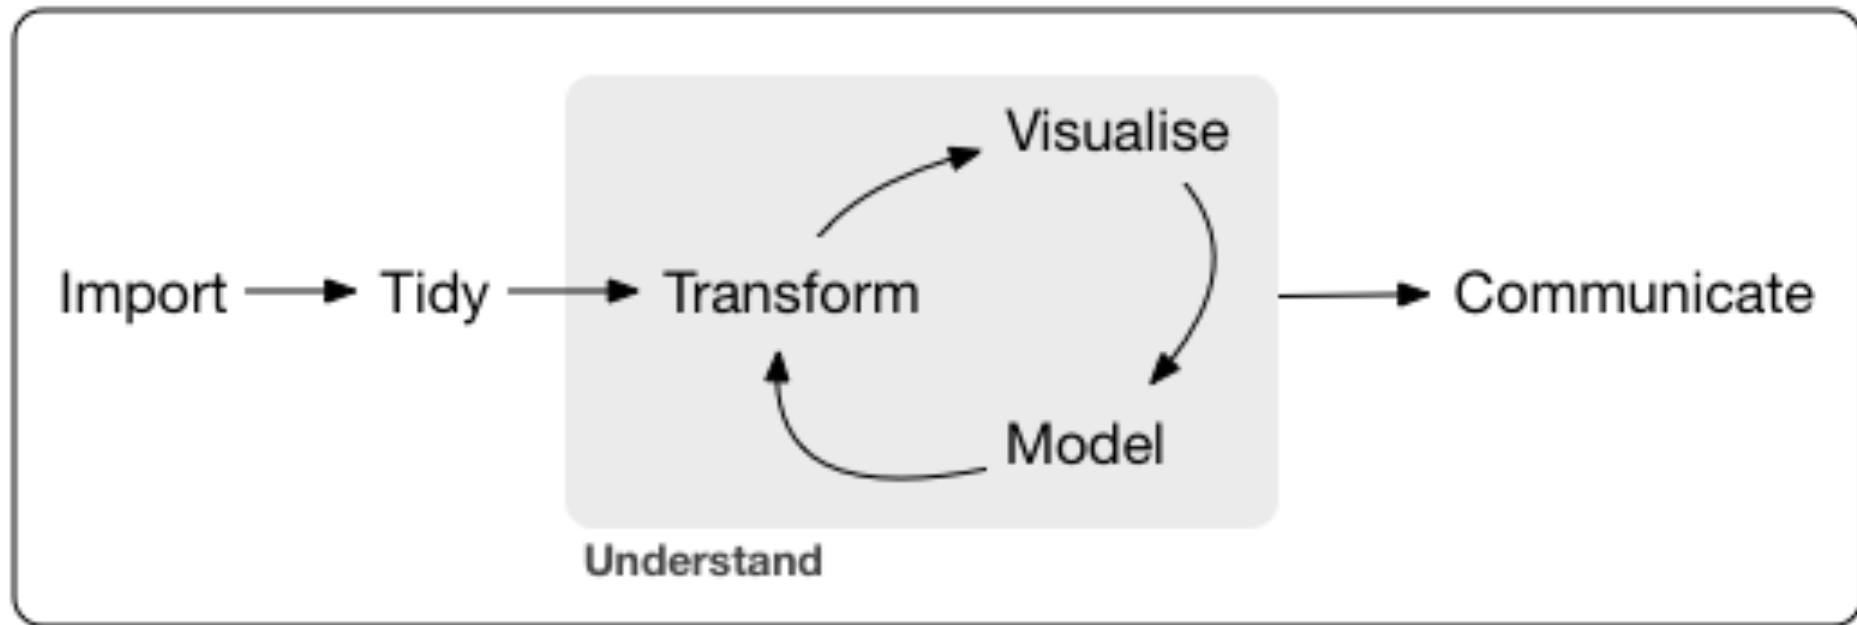 Visualise
Import Tidy Transform Communicate
Model
Understand